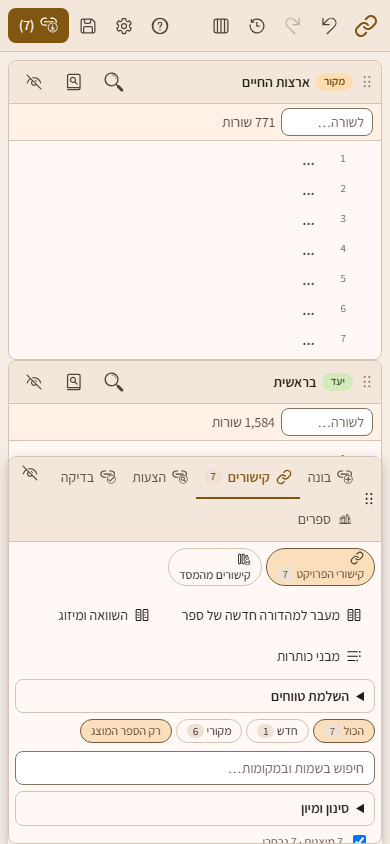 (7)
מקור ארצות החיים
לשורה... 771 שורות
1 ...
2 ...
3 ...
4 ...
5 ...
6 ...
7 ...
יעד בראשית
לשורה... 1,584 שורות
בונה קישורים 7 הצעות בדיקה
ספרים
קישורי הפרויקט 7 קישורים מהמסד
מעבר למהדורה חדשה של ספר השוואה ומיזוג
מבני כותרות
◀ השלמת טווחים
הכול 7 חדש 1 מקורי 6 רק הספר המוצג
חיפוש בשמות ובמקומות...
◀ סינון ומיון